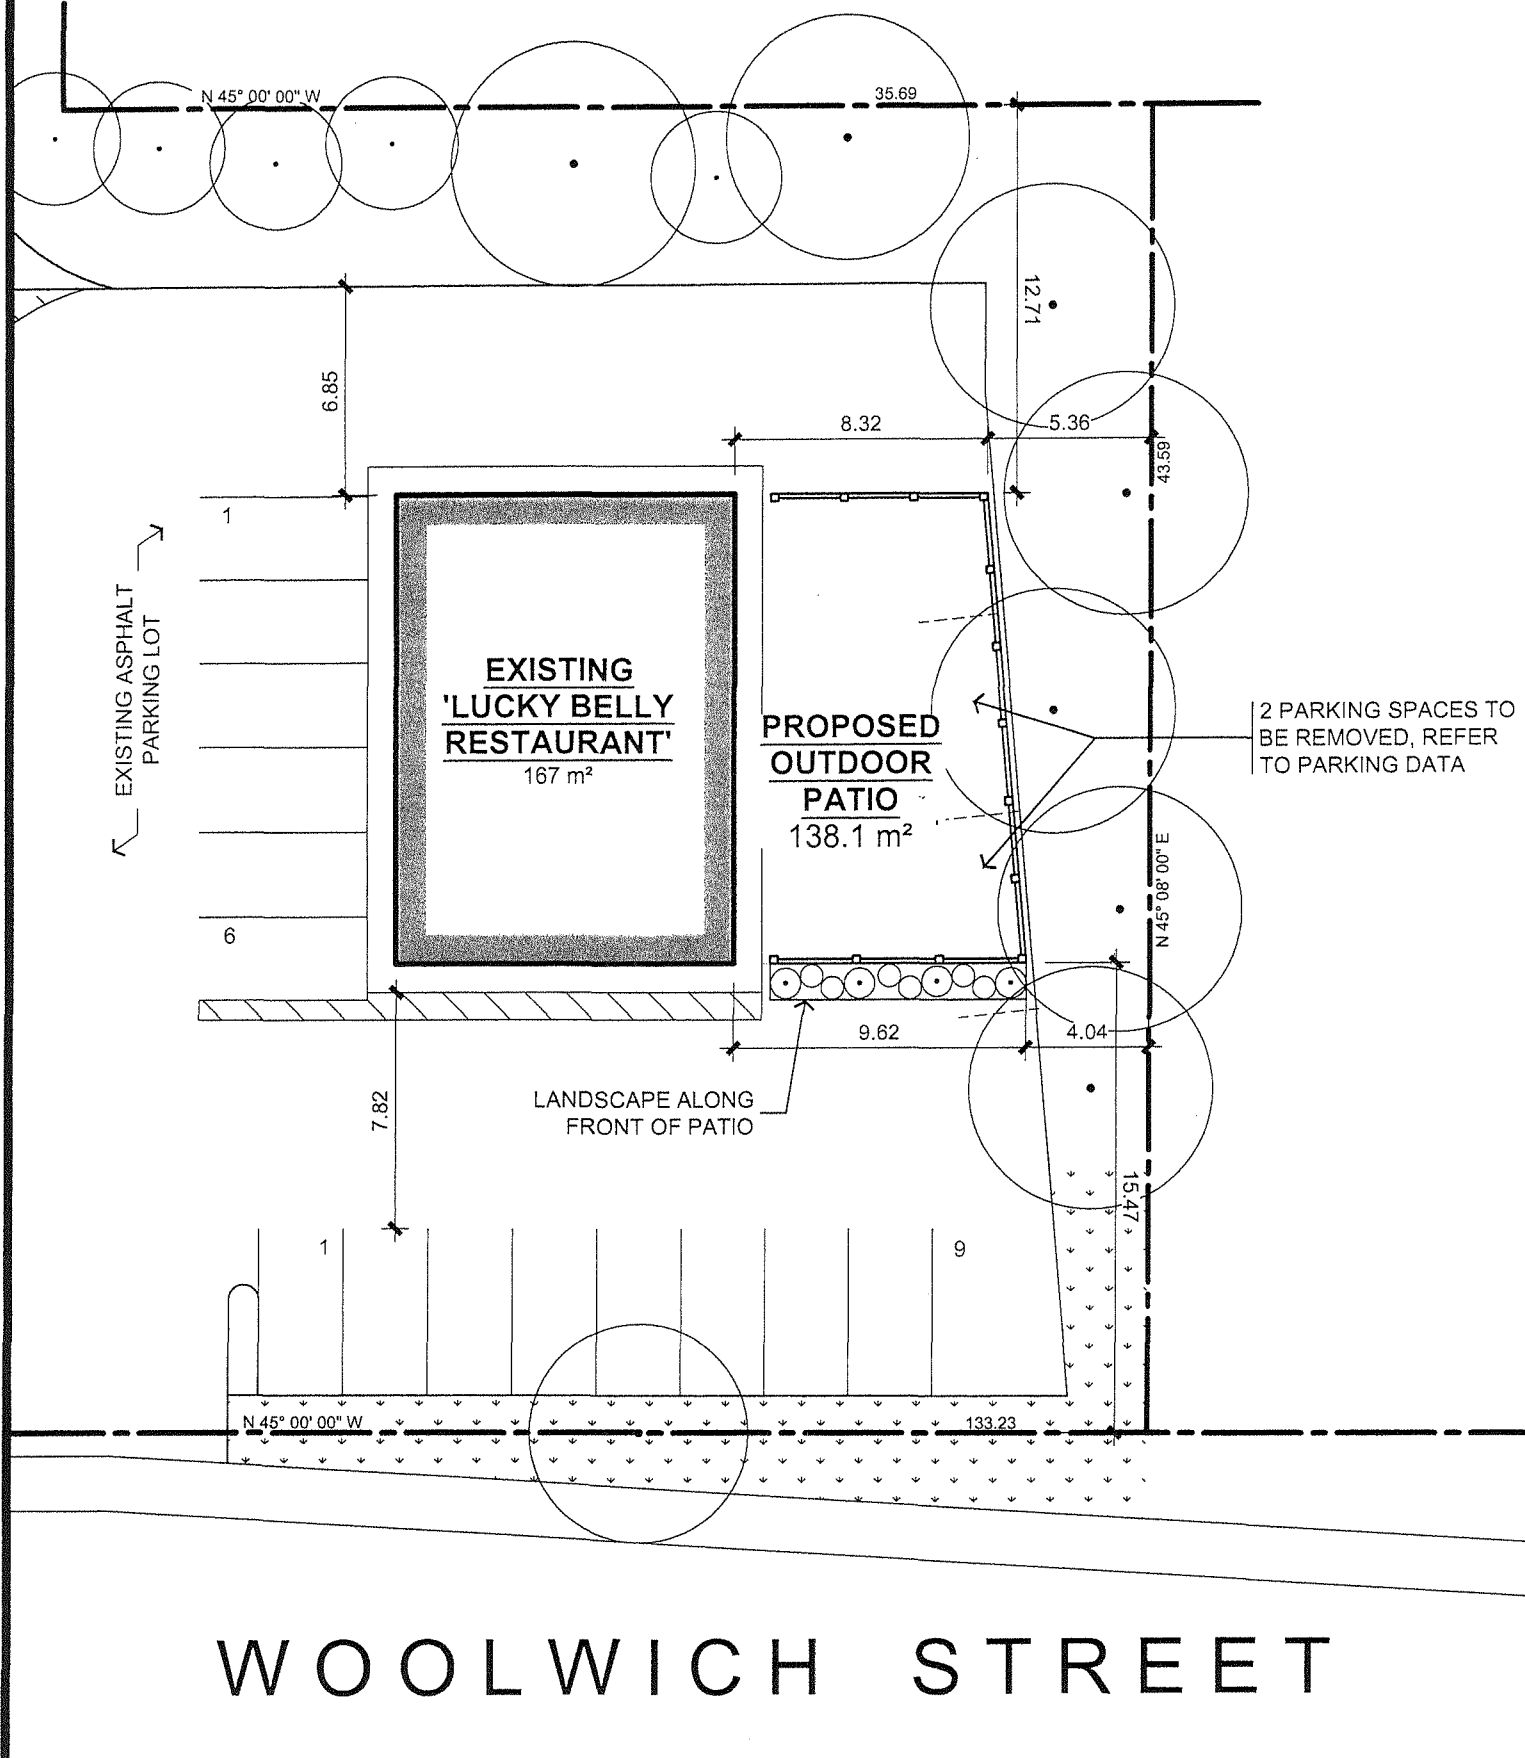 N 45° 00' 00" W
35.69
12.71
6.85
8.32
5.36
43.59
1
EXISTING ASPHALT
PARKING LOT
EXISTING
'LUCKY BELLY
RESTAURANT'
167 m²
PROPOSED
OUTDOOR
PATIO
138.1 m²
2 PARKING SPACES TO
BE REMOVED, REFER
TO PARKING DATA
N 45° 08' 00" E
6
9.62
4.04
7.82
LANDSCAPE ALONG
FRONT OF PATIO
15.47
1
9
N 45° 00' 00" W
133.23
WOOLWICH STREET